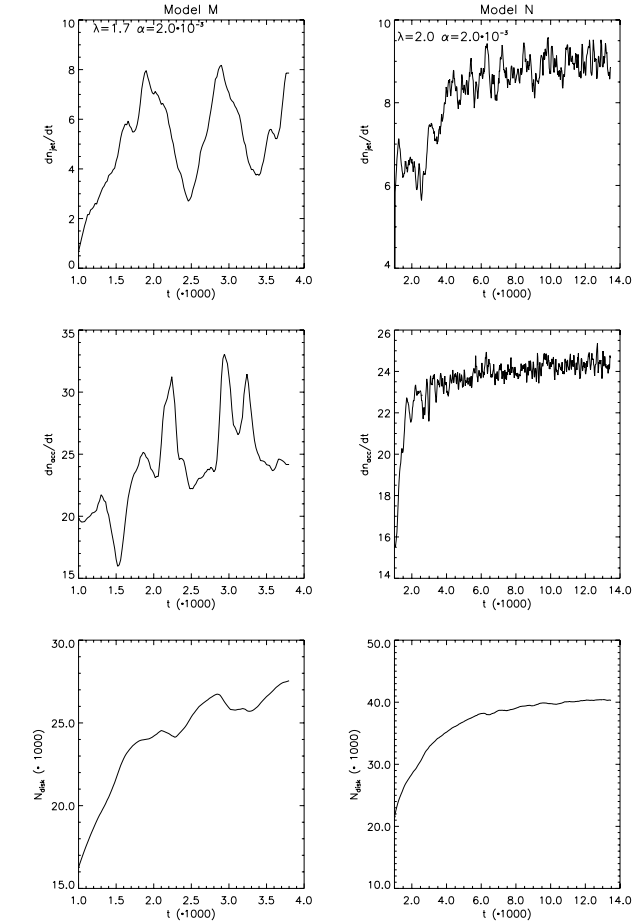 Model M
Model N
λ=1.7 α=2.0•10⁻³
λ=2.0 α=2.0•10⁻³
10
8
6
4
2
0
dn_jet/dt
1.0 1.5 2.0 2.5 3.0 3.5 4.0
t (•1000)
10
8
6
4
dn_jet/dt
2.0 4.0 6.0 8.0 10.0 12.0 14.0
t (•1000)
35
30
25
20
15
dn_acc/dt
1.0 1.5 2.0 2.5 3.0 3.5 4.0
t (•1000)
26
24
22
20
18
16
14
dn_acc/dt
2.0 4.0 6.0 8.0 10.0 12.0 14.0
t (•1000)
30.0
25.0
20.0
15.0
N_disk (• 1000)
1.0 1.5 2.0 2.5 3.0 3.5 4.0
t (•1000)
50.0
40.0
30.0
20.0
10.0
N_disk (• 1000)
2.0 4.0 6.0 8.0 10.0 12.0 14.0
t (•1000)